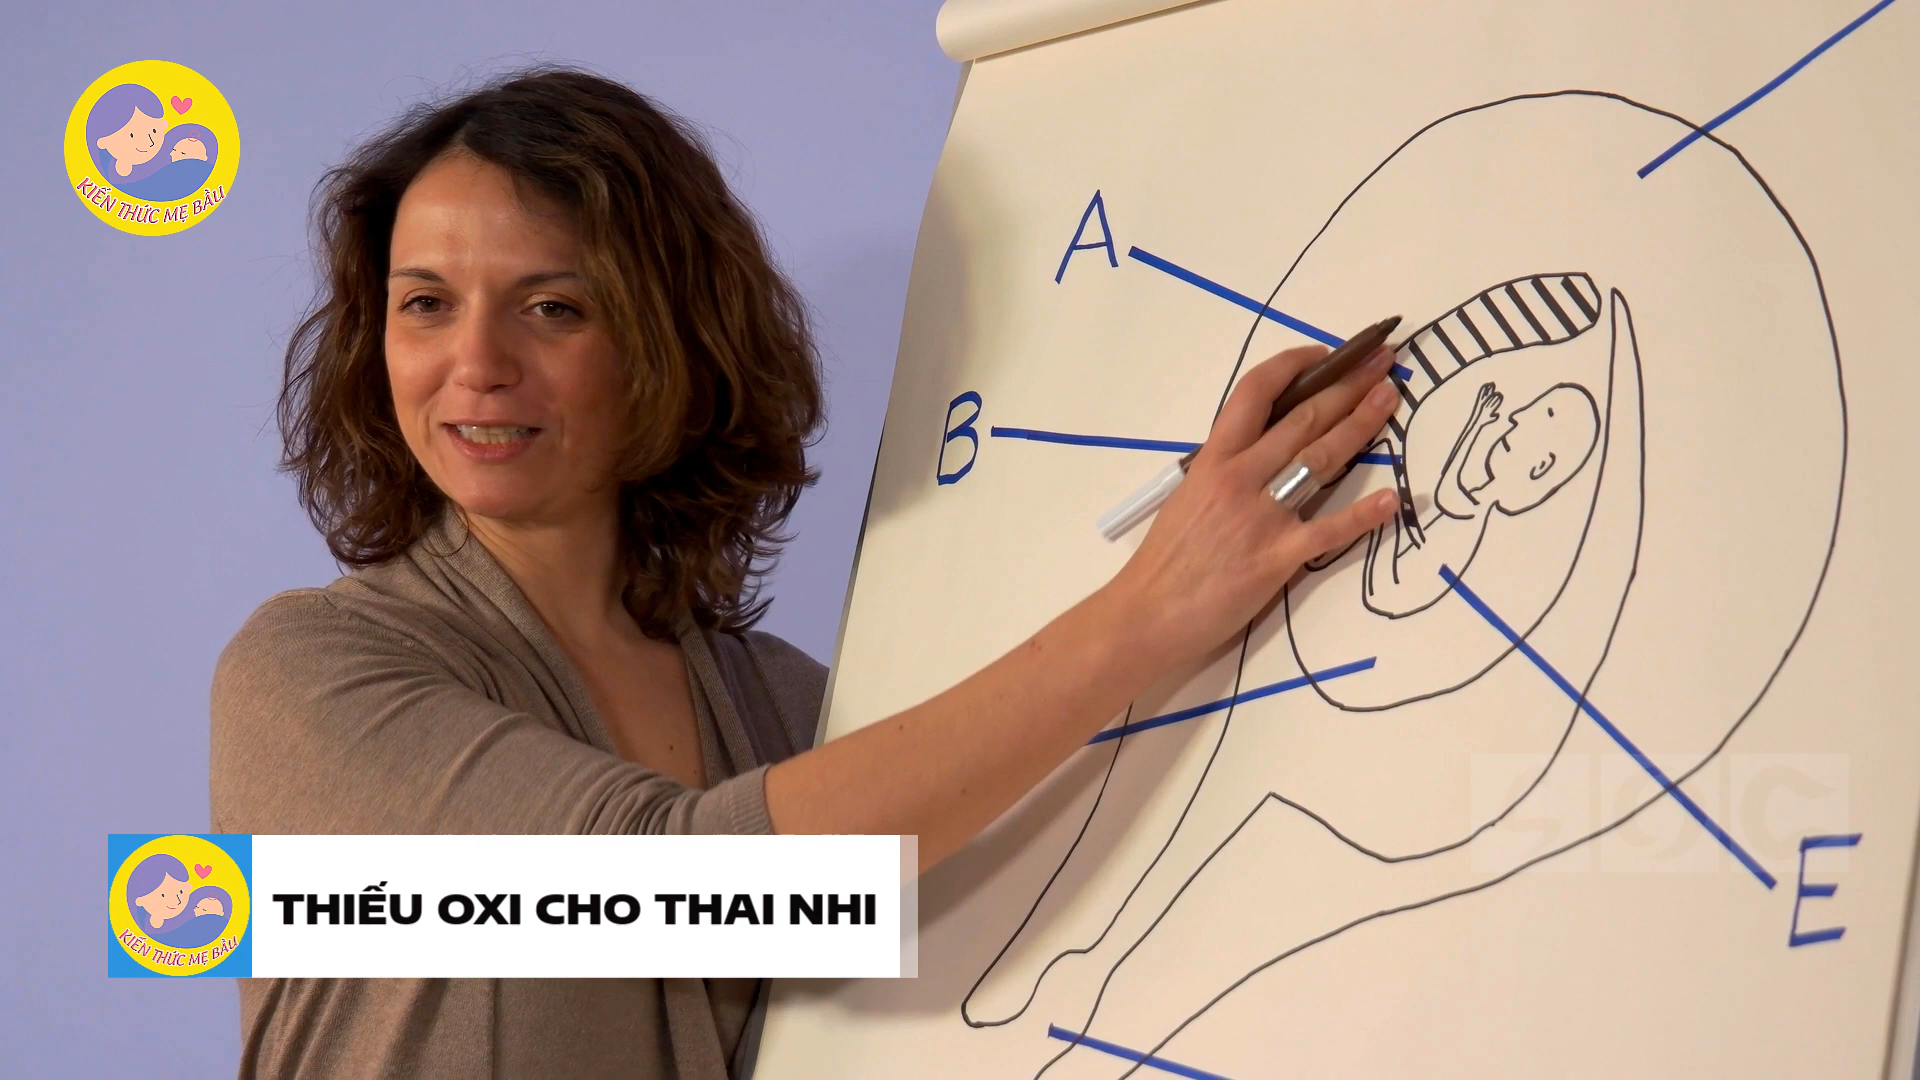 KIẾN THỨC MẸ BẦU
A
B
E
KIẾN THỨC MẸ BẦU
THIẾU OXI CHO THAI NHI